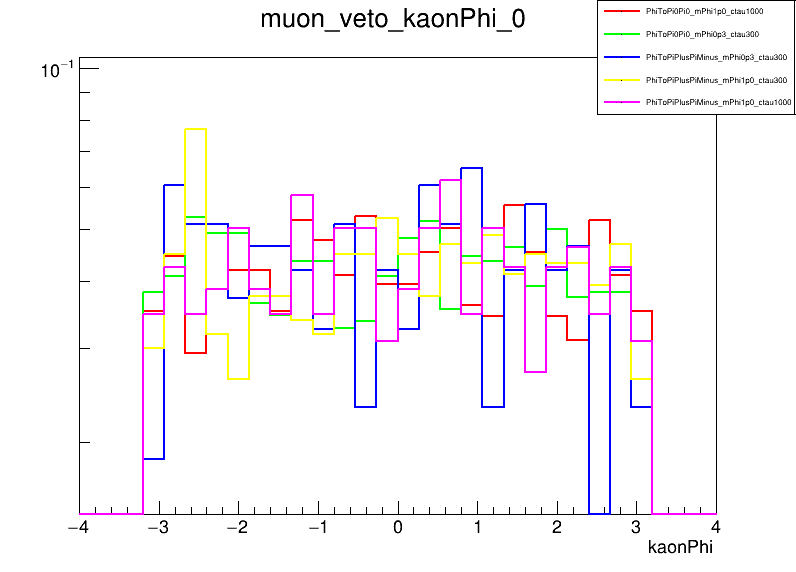 muon_veto_kaonPhi_0
PhiToPi0Pi0_mPhi1p0_ctau1000
PhiToPi0Pi0_mPhi0p3_ctau300
PhiToPiPlusPiMinus_mPhi0p3_ctau300
PhiToPiPlusPiMinus_mPhi1p0_ctau300
PhiToPiPlusPiMinus_mPhi1p0_ctau1000
10⁻¹
−4 −3 −2 −1 0 1 2 3 4
kaonPhi